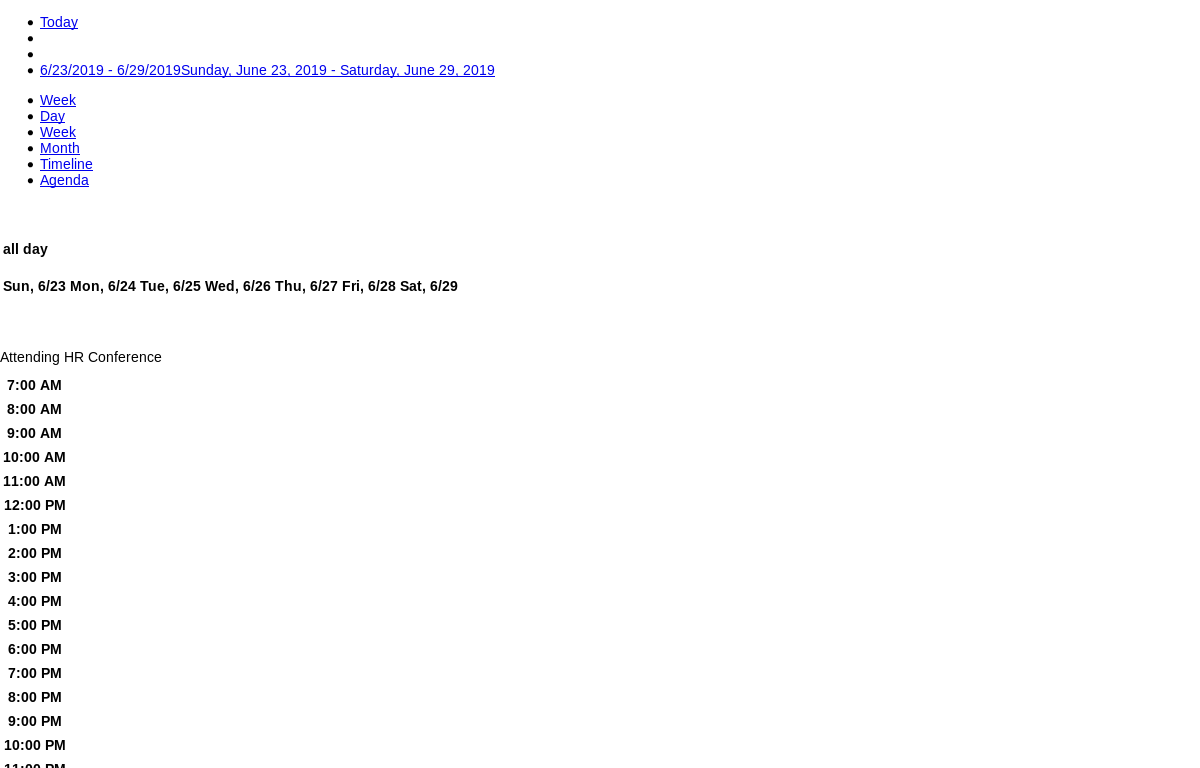 Today
6/23/2019 - 6/29/2019Sunday, June 23, 2019 - Saturday, June 29, 2019
Week
Day
Week
Month
Timeline
Agenda
all day
Sun, 6/23 Mon, 6/24 Tue, 6/25 Wed, 6/26 Thu, 6/27 Fri, 6/28 Sat, 6/29
Attending HR Conference
7:00 AM
8:00 AM
9:00 AM
10:00 AM
11:00 AM
12:00 PM
1:00 PM
2:00 PM
3:00 PM
4:00 PM
5:00 PM
6:00 PM
7:00 PM
8:00 PM
9:00 PM
10:00 PM
11:00 PM